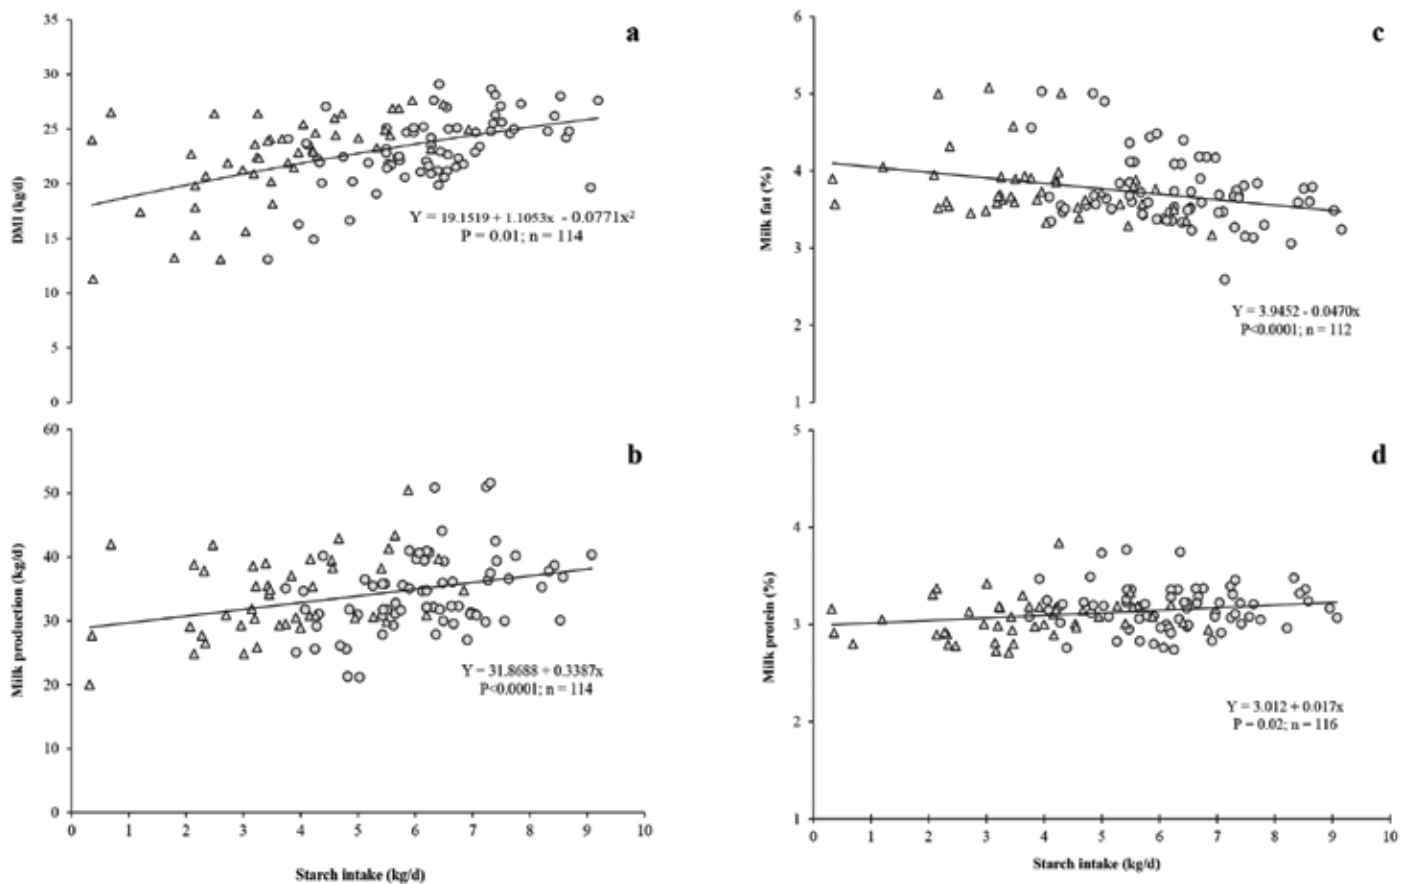 a
35
30
25
20
15
10
5
0
DMI (kg/d)
Y = 19.1519 + 1.1053x - 0.0771x²
P = 0.01; n = 114
b
60
50
40
30
20
10
0
Milk production (kg/d)
Y = 31.8688 + 0.3387x
P<0.0001; n = 114
0 1 2 3 4 5 6 7 8 9 10
Starch intake (kg/d)
c
6
5
4
3
2
1
Milk fat (%)
Y = 3.9452 - 0.0470x
P<0.0001; n = 112
d
5
4
3
2
1
Milk protein (%)
Y = 3.012 + 0.017x
P = 0.02; n = 116
0 1 2 3 4 5 6 7 8 9 10
Starch intake (kg/d)